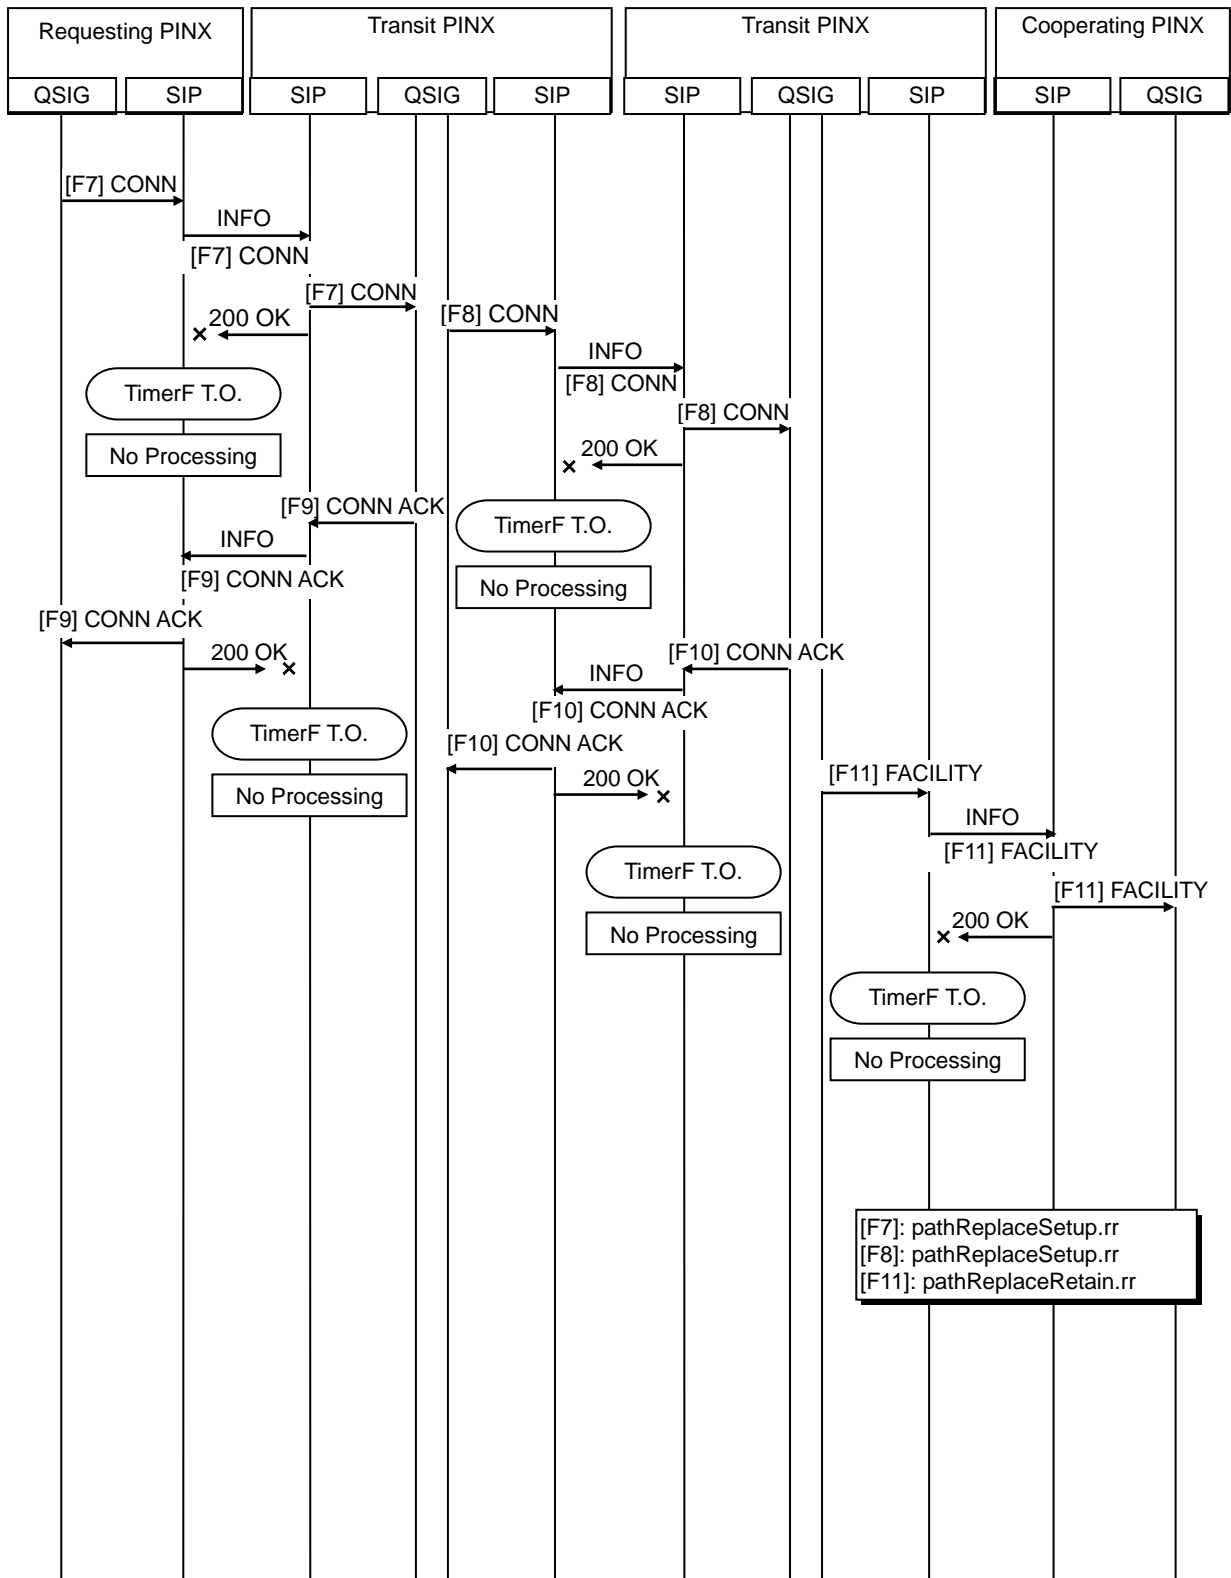 Requesting PINX
Transit PINX
Transit PINX
Cooperating PINX
QSIG
SIP
SIP
QSIG
SIP
SIP
QSIG
SIP
SIP
QSIG
[F7] CONN
INFO
[F7] CONN
[F7] CONN
200 OK
[F8] CONN
INFO
[F8] CONN
TimerF T.O.
[F8] CONN
No Processing
200 OK
[F9] CONN ACK
TimerF T.O.
INFO
[F9] CONN ACK
No Processing
[F9] CONN ACK
200 OK
[F10] CONN ACK
INFO
[F10] CONN ACK
TimerF T.O.
[F10] CONN ACK
200 OK
[F11] FACILITY
No Processing
INFO
[F11] FACILITY
TimerF T.O.
[F11] FACILITY
200 OK
No Processing
TimerF T.O.
No Processing
[F7]: pathReplaceSetup.rr
[F8]: pathReplaceSetup.rr
[F11]: pathReplaceRetain.rr